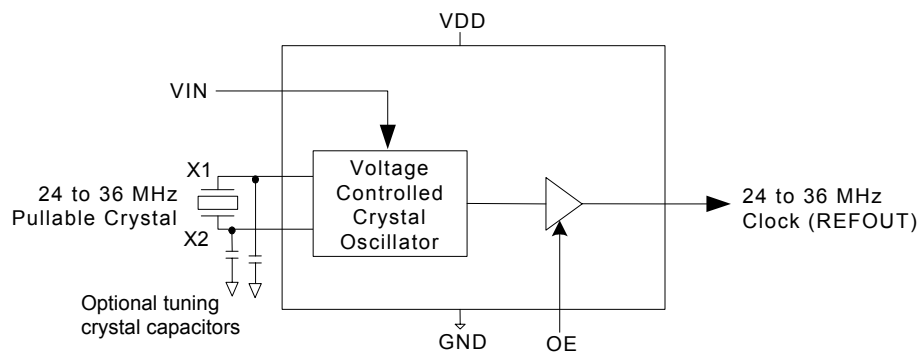 VDD
VIN
X1
24 to 36 MHz
Pullable Crystal
X2
Voltage
Controlled
Crystal
Oscillator
24 to 36 MHz
Clock (REFOUT)
Optional tuning
crystal capacitors
GND
OE